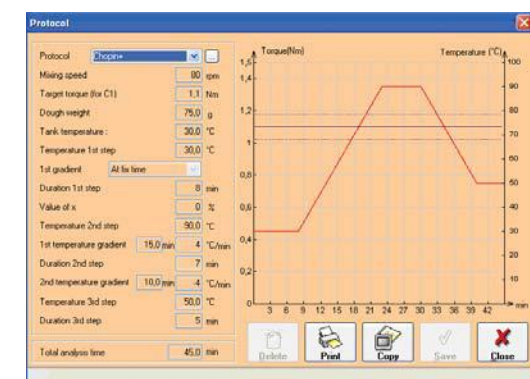 Protocol
Protocol Chopin+ ...
Mixing speed 80 rpm
Target torque (for C1) 1,1 Nm
Dough weight 75,0 g
Tank temperature : 30,0 °C
Temperature 1st step 30,0 °C
1st gradient At fix time
Duration 1st step 8 min
Value of x 0 %
Temperature 2nd step 90,0 °C
1st temperature gradient 15,0 min 4 °C/min
Duration 2nd step 7 min
2nd temperature gradient 10,0 min -4 °C/min
Temperature 3rd step 50,0 °C
Duration 3rd step 5 min
Total analysis time 45,0 min
Torque(Nm) Temperature (°C)
1,5 100
1,4
90
80
1,2
70
1
60
0,8
50
0,6 40
0,4 30
20
0,2
10
0
3 6 9 12 15 18 21 24 27 30 33 36 39 42 min
Delete Print Copy Save Close